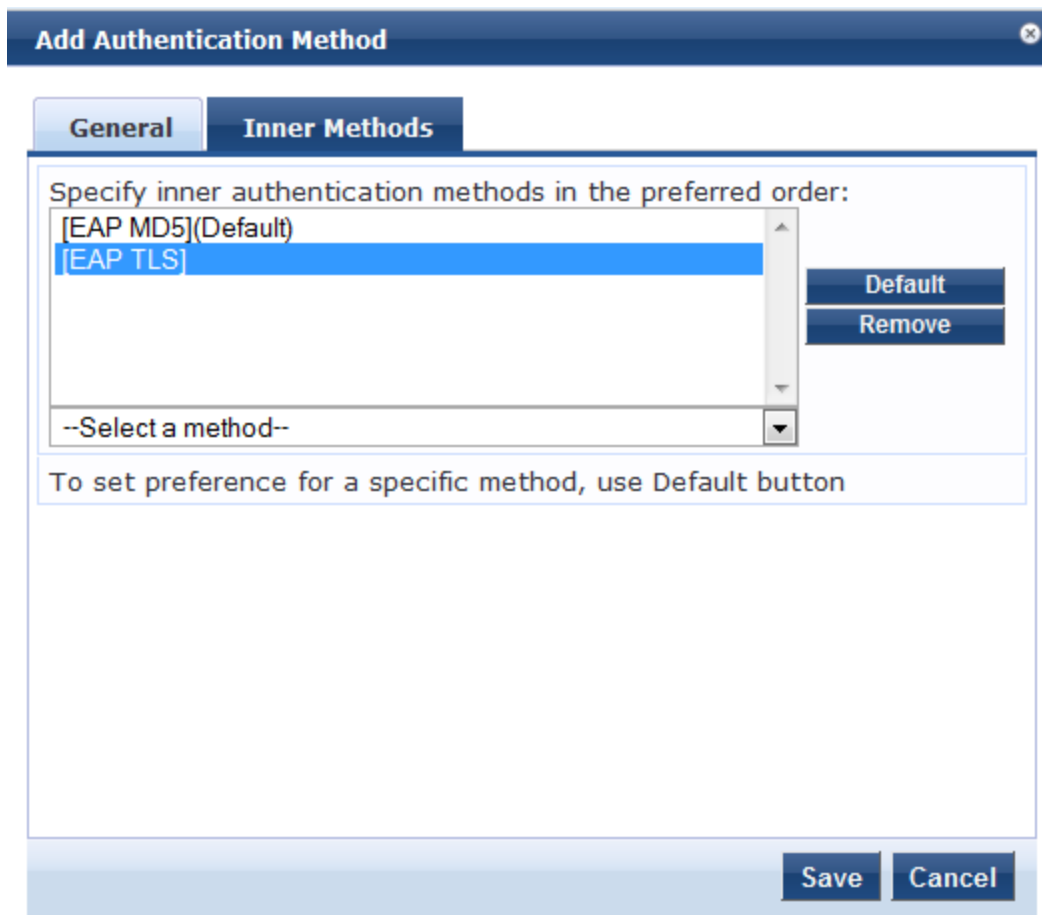 Add Authentication Method
General
Inner Methods
Specify inner authentication methods in the preferred order:
[EAP MD5](Default)
[EAP TLS]
Default
Remove
--Select a method--
To set preference for a specific method, use Default button
Save
Cancel